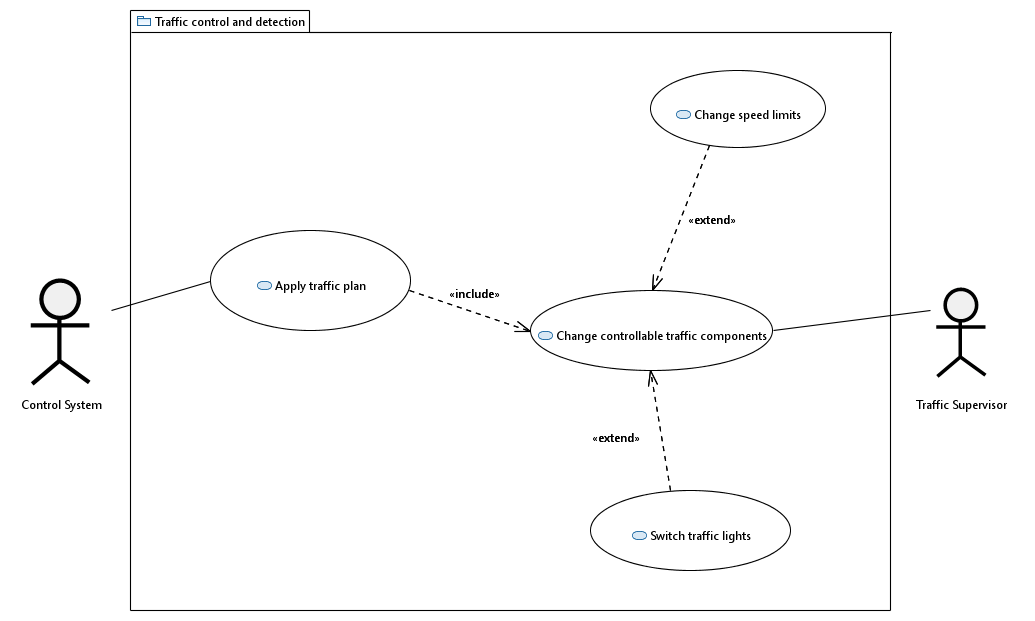 Traffic control and detection
Change speed limits
«extend»
Apply traffic plan
«include»
Change controllable traffic components
Control System
Traffic Supervisor
«extend»
Switch traffic lights